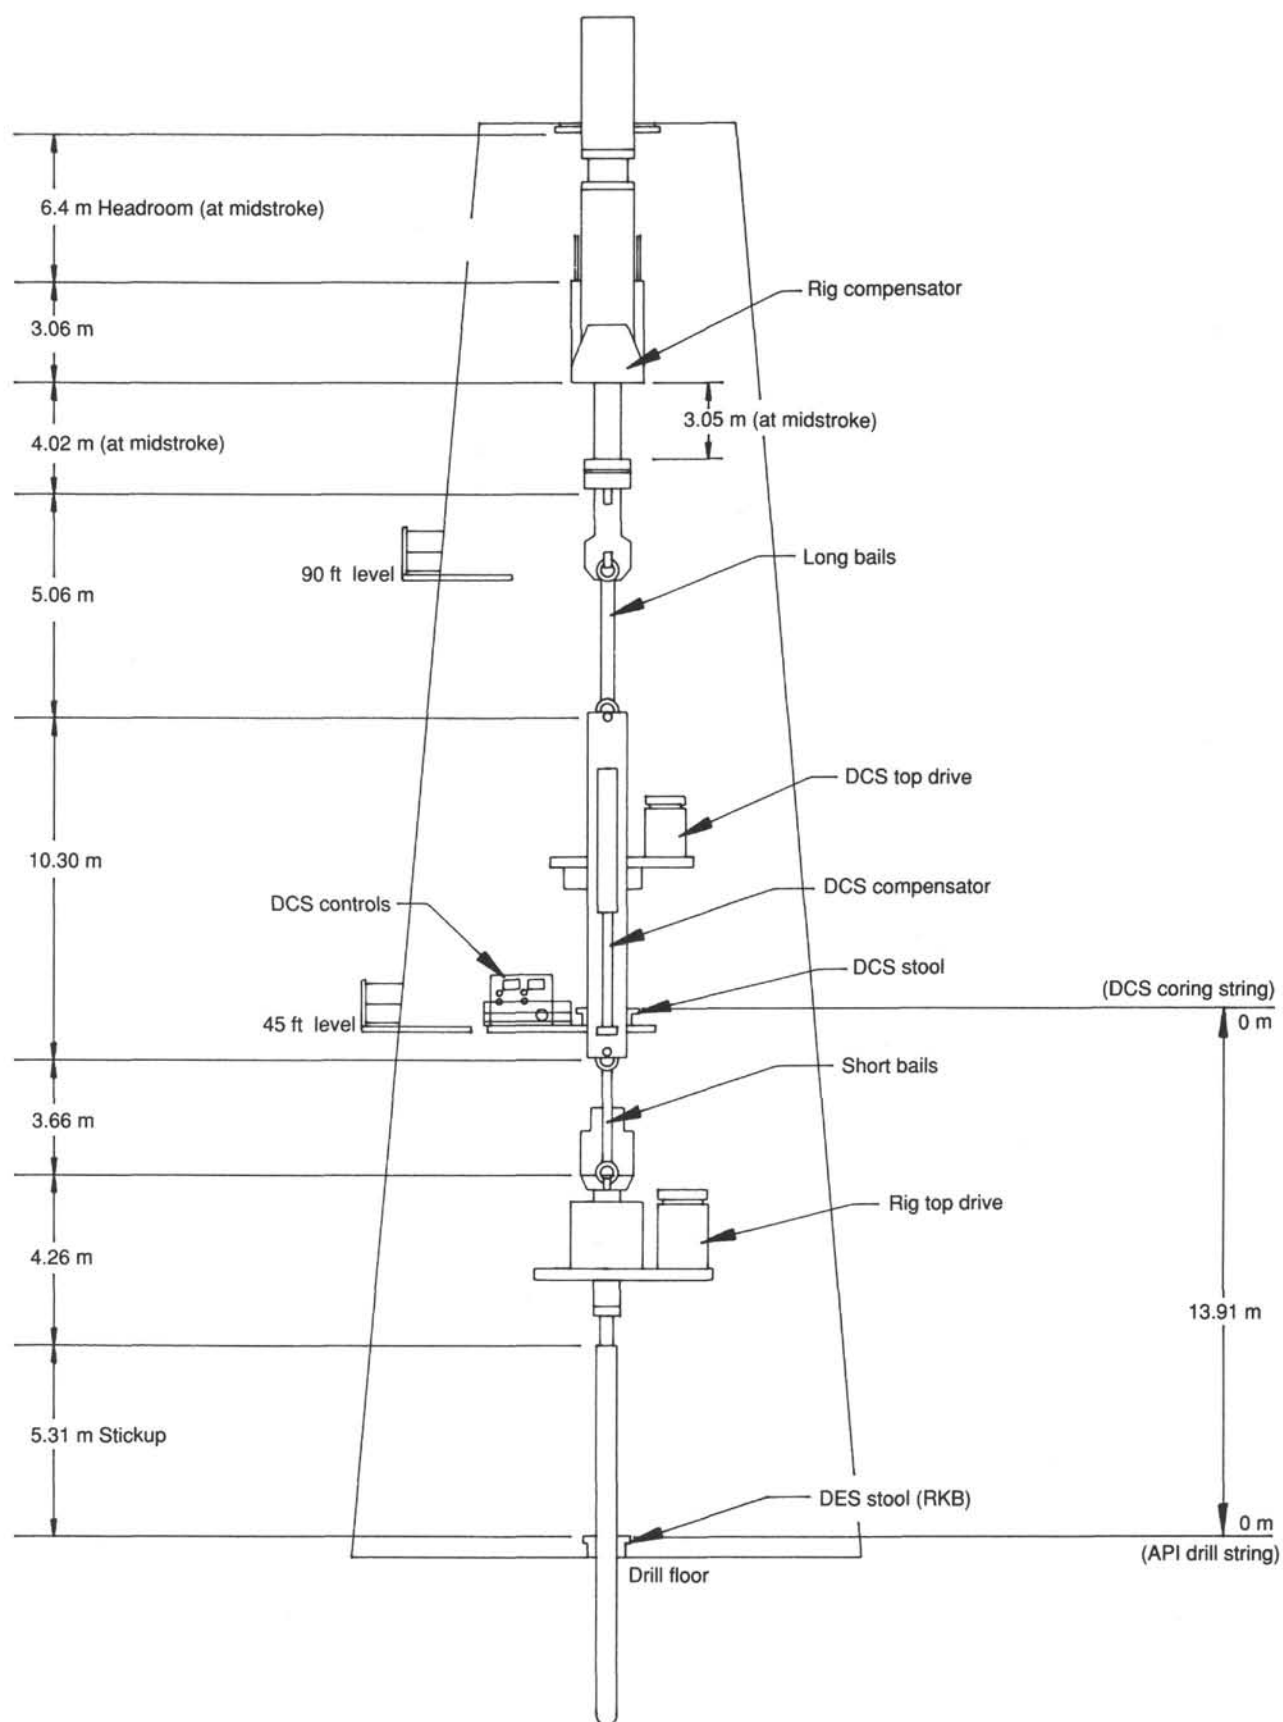 6.4 m Headroom (at midstroke)
Rig compensator
3.06 m
3.05 m (at midstroke)
4.02 m (at midstroke)
Long bails
90 ft level
5.06 m
DCS top drive
10.30 m
DCS compensator
DCS controls
DCS stool
(DCS coring string)
0 m
45 ft level
Short bails
3.66 m
Rig top drive
4.26 m
13.91 m
5.31 m Stickup
DES stool (RKB)
0 m
(API drill string)
Drill floor